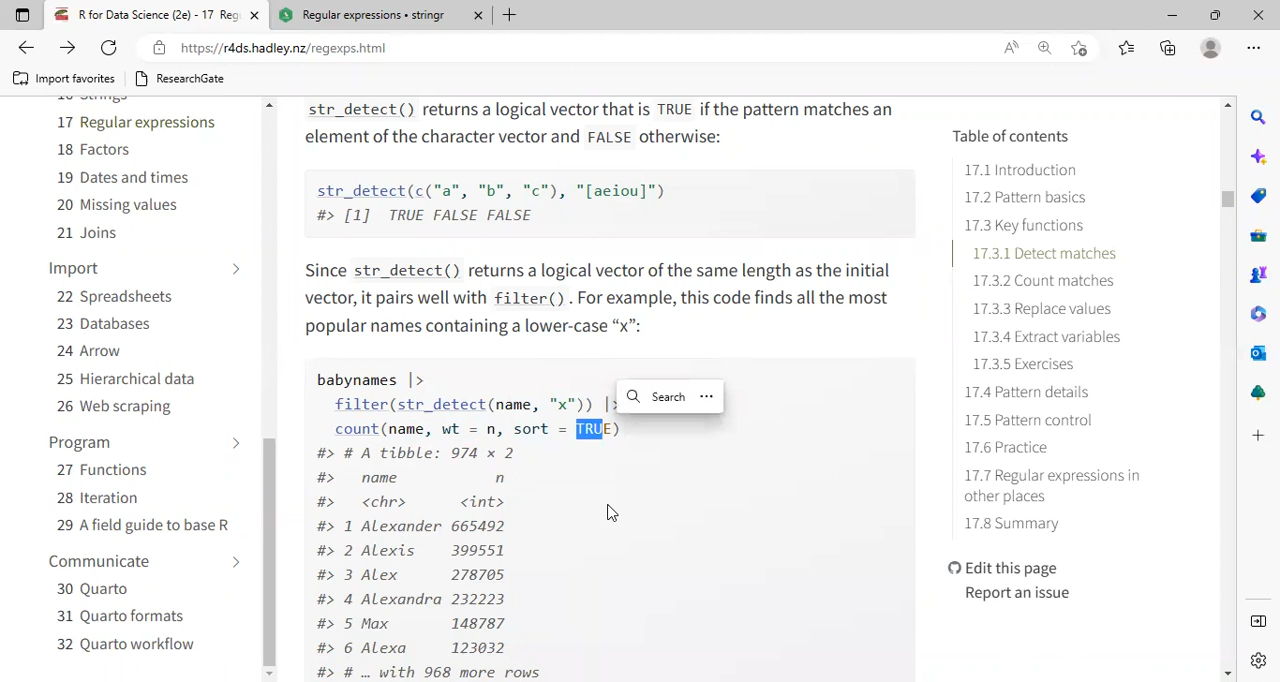 R for Data Science (2e) - 17 Regu
Regular expressions • stringr
https://r4ds.hadley.nz/regexps.html
Import favorites
ResearchGate
16 Strings
17 Regular expressions
18 Factors
19 Dates and times
20 Missing values
21 Joins
Import
22 Spreadsheets
23 Databases
24 Arrow
25 Hierarchical data
26 Web scraping
Program
27 Functions
28 Iteration
29 A field guide to base R
Communicate
30 Quarto
31 Quarto formats
32 Quarto workflow
str_detect() returns a logical vector that is TRUE if the pattern matches an
element of the character vector and FALSE otherwise:
str_detect(c("a", "b", "c"), "[aeiou]")
#> [1]  TRUE FALSE FALSE
Since str_detect() returns a logical vector of the same length as the initial
vector, it pairs well with filter(). For example, this code finds all the most
popular names containing a lower-case “x”:
babynames |>
filter(str_detect(name, "x")) |>
count(name, wt = n, sort = TRUE)
#> # A tibble: 974 × 2
#>   name           n
#>   <chr>      <int>
#> 1 Alexander 665492
#> 2 Alexis    399551
#> 3 Alex      278705
#> 4 Alexandra 232223
#> 5 Max       148787
#> 6 Alexa     123032
#> # … with 968 more rows
Search
Table of contents
17.1 Introduction
17.2 Pattern basics
17.3 Key functions
17.3.1 Detect matches
17.3.2 Count matches
17.3.3 Replace values
17.3.4 Extract variables
17.3.5 Exercises
17.4 Pattern details
17.5 Pattern control
17.6 Practice
17.7 Regular expressions in
other places
17.8 Summary
Edit this page
Report an issue